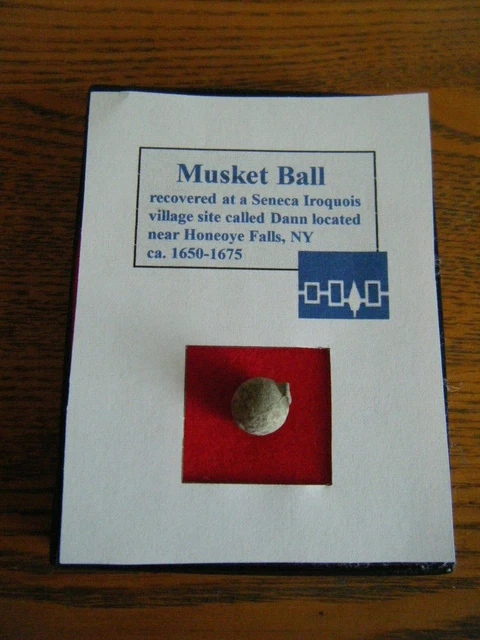 Musket Ball
recovered at a Seneca Iroquois
village site called Dann located
near Honeoye Falls, NY
ca. 1650-1675